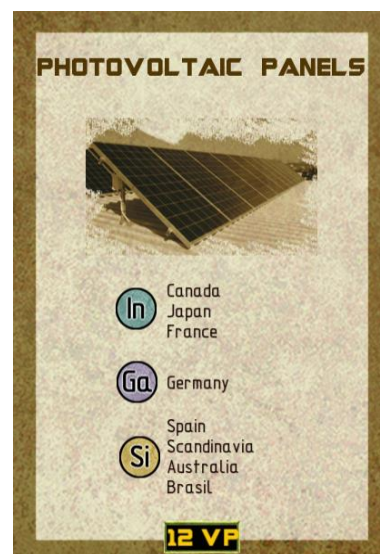 PHOTOVOLTAIC PANELS
In
Canada
Japan
France
Ga
Germany
Si
Spain
Scandinavia
Australia
Brasil
12 VP